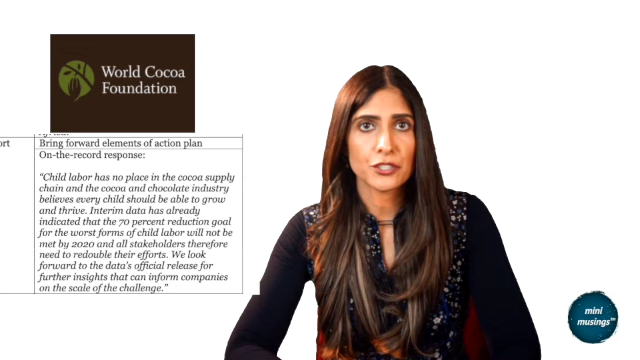 World Cocoa
Foundation
ort
Bring forward elements of action plan
On-the-record response:
“Child labor has no place in the cocoa supply
chain and the cocoa and chocolate industry
believes every child should be able to grow
and thrive. Interim data has already
indicated that the 70 percent reduction goal
for the worst forms of child labor will not be
met by 2020 and all stakeholders therefore
need to redouble their efforts. We look
forward to the data’s official release for
further insights that can inform companies
on the scale of the challenge.”
mini
musings